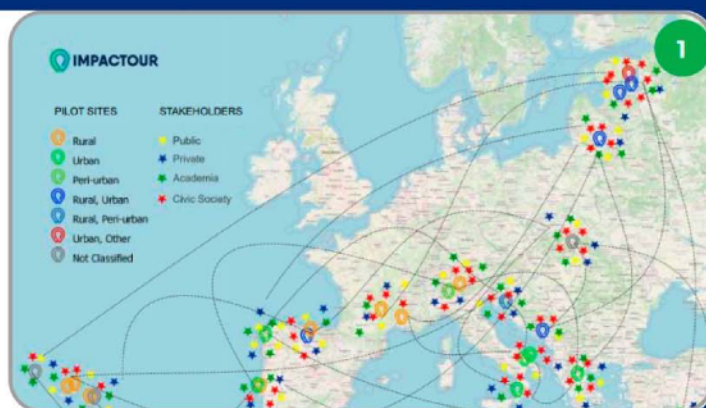 1
IMPACTOUR
PILOT SITES
Rural
Urban
Peri-urban
Rural, Urban
Rural, Peri-urban
Urban, Other
Not Classified
STAKEHOLDERS
Public
Private
Academia
Civic Society